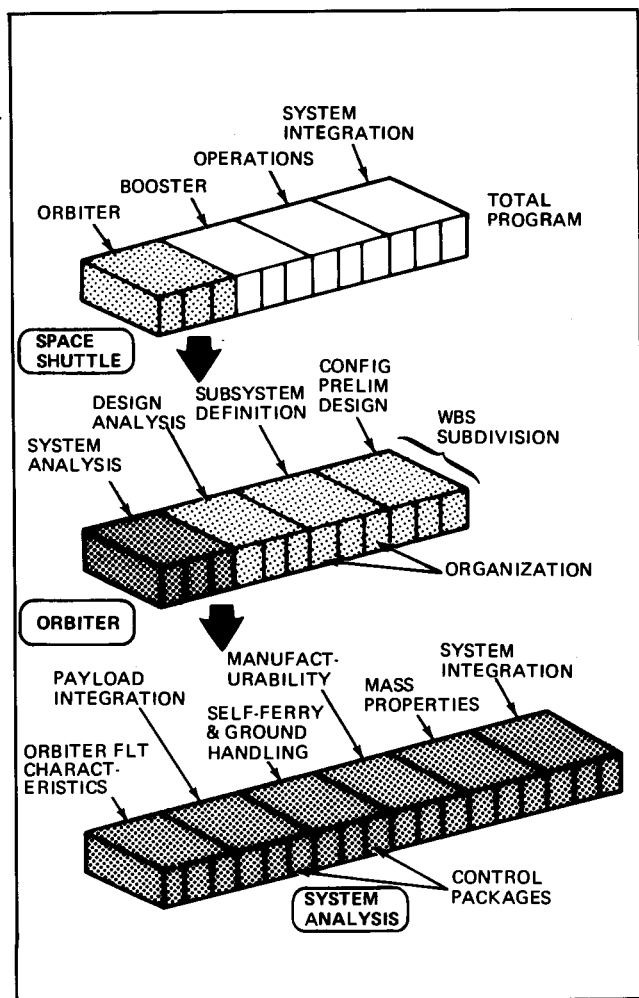 SYSTEM
INTEGRATION
OPERATIONS
BOOSTER
ORBITER
TOTAL
PROGRAM
SPACE
SHUTTLE
CONFIG
PRELIM
DESIGN
SUBSYSTEM
DEFINITION
DESIGN
ANALYSIS
SYSTEM
ANALYSIS
WBS
SUBDIVISION
ORGANIZATION
ORBITER
MANUFACT-
URABILITY
SYSTEM
INTEGRATION
PAYLOAD
INTEGRATION
MASS
PROPERTIES
SELF-FERRY
& GROUND
HANDLING
ORBITER FLT
CHARACT-
ERISTICS
CONTROL
PACKAGES
SYSTEM
ANALYSIS